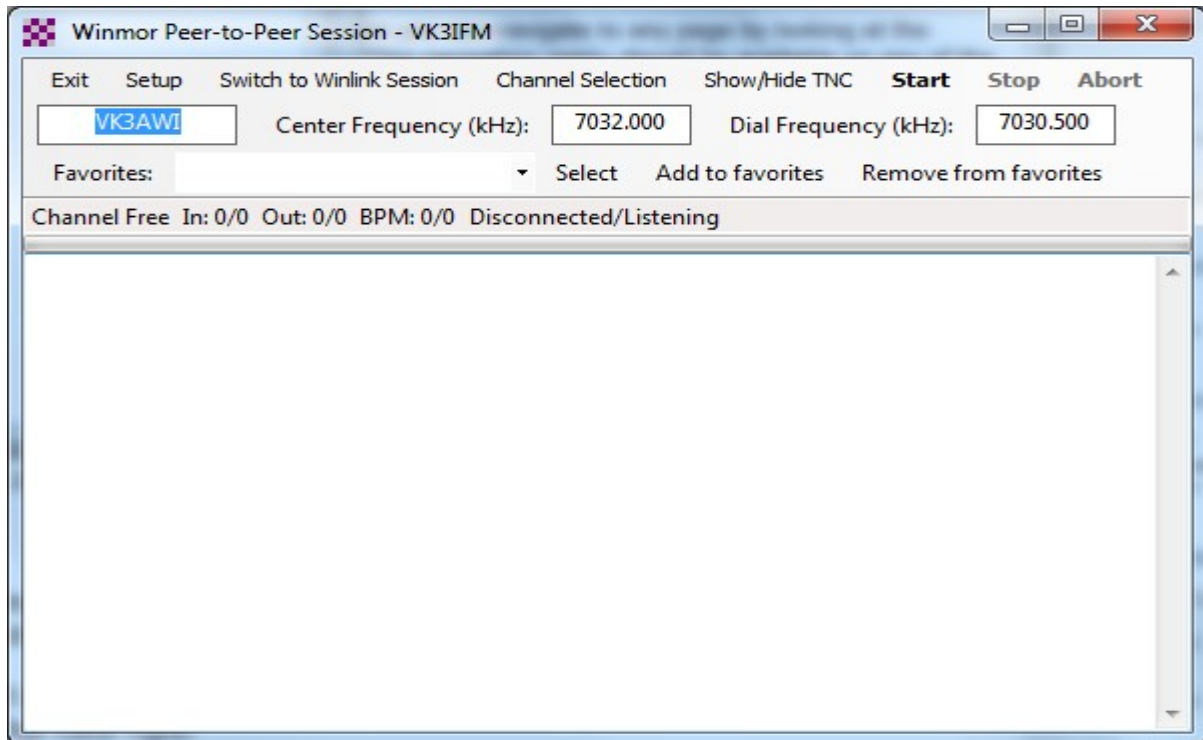 Winmor Peer-to-Peer Session - VK3IFM
Exit Setup Switch to Winlink Session Channel Selection Show/Hide TNC Start Stop Abort
VK3AWI Center Frequency (kHz): 7032.000 Dial Frequency (kHz): 7030.500
Favorites: Select Add to favorites Remove from favorites
Channel Free In: 0/0 Out: 0/0 BPM: 0/0 Disconnected/Listening